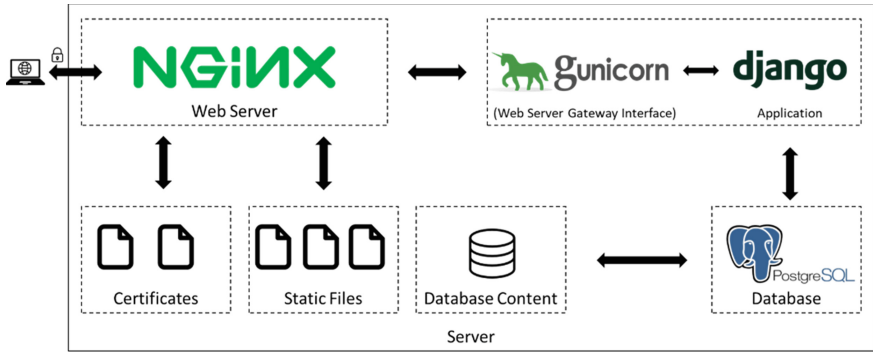 NGINX
Web Server
gunicorn
(Web Server Gateway Interface)
django
Application
Certificates
Static Files
Database Content
PostgreSQL
Database
Server